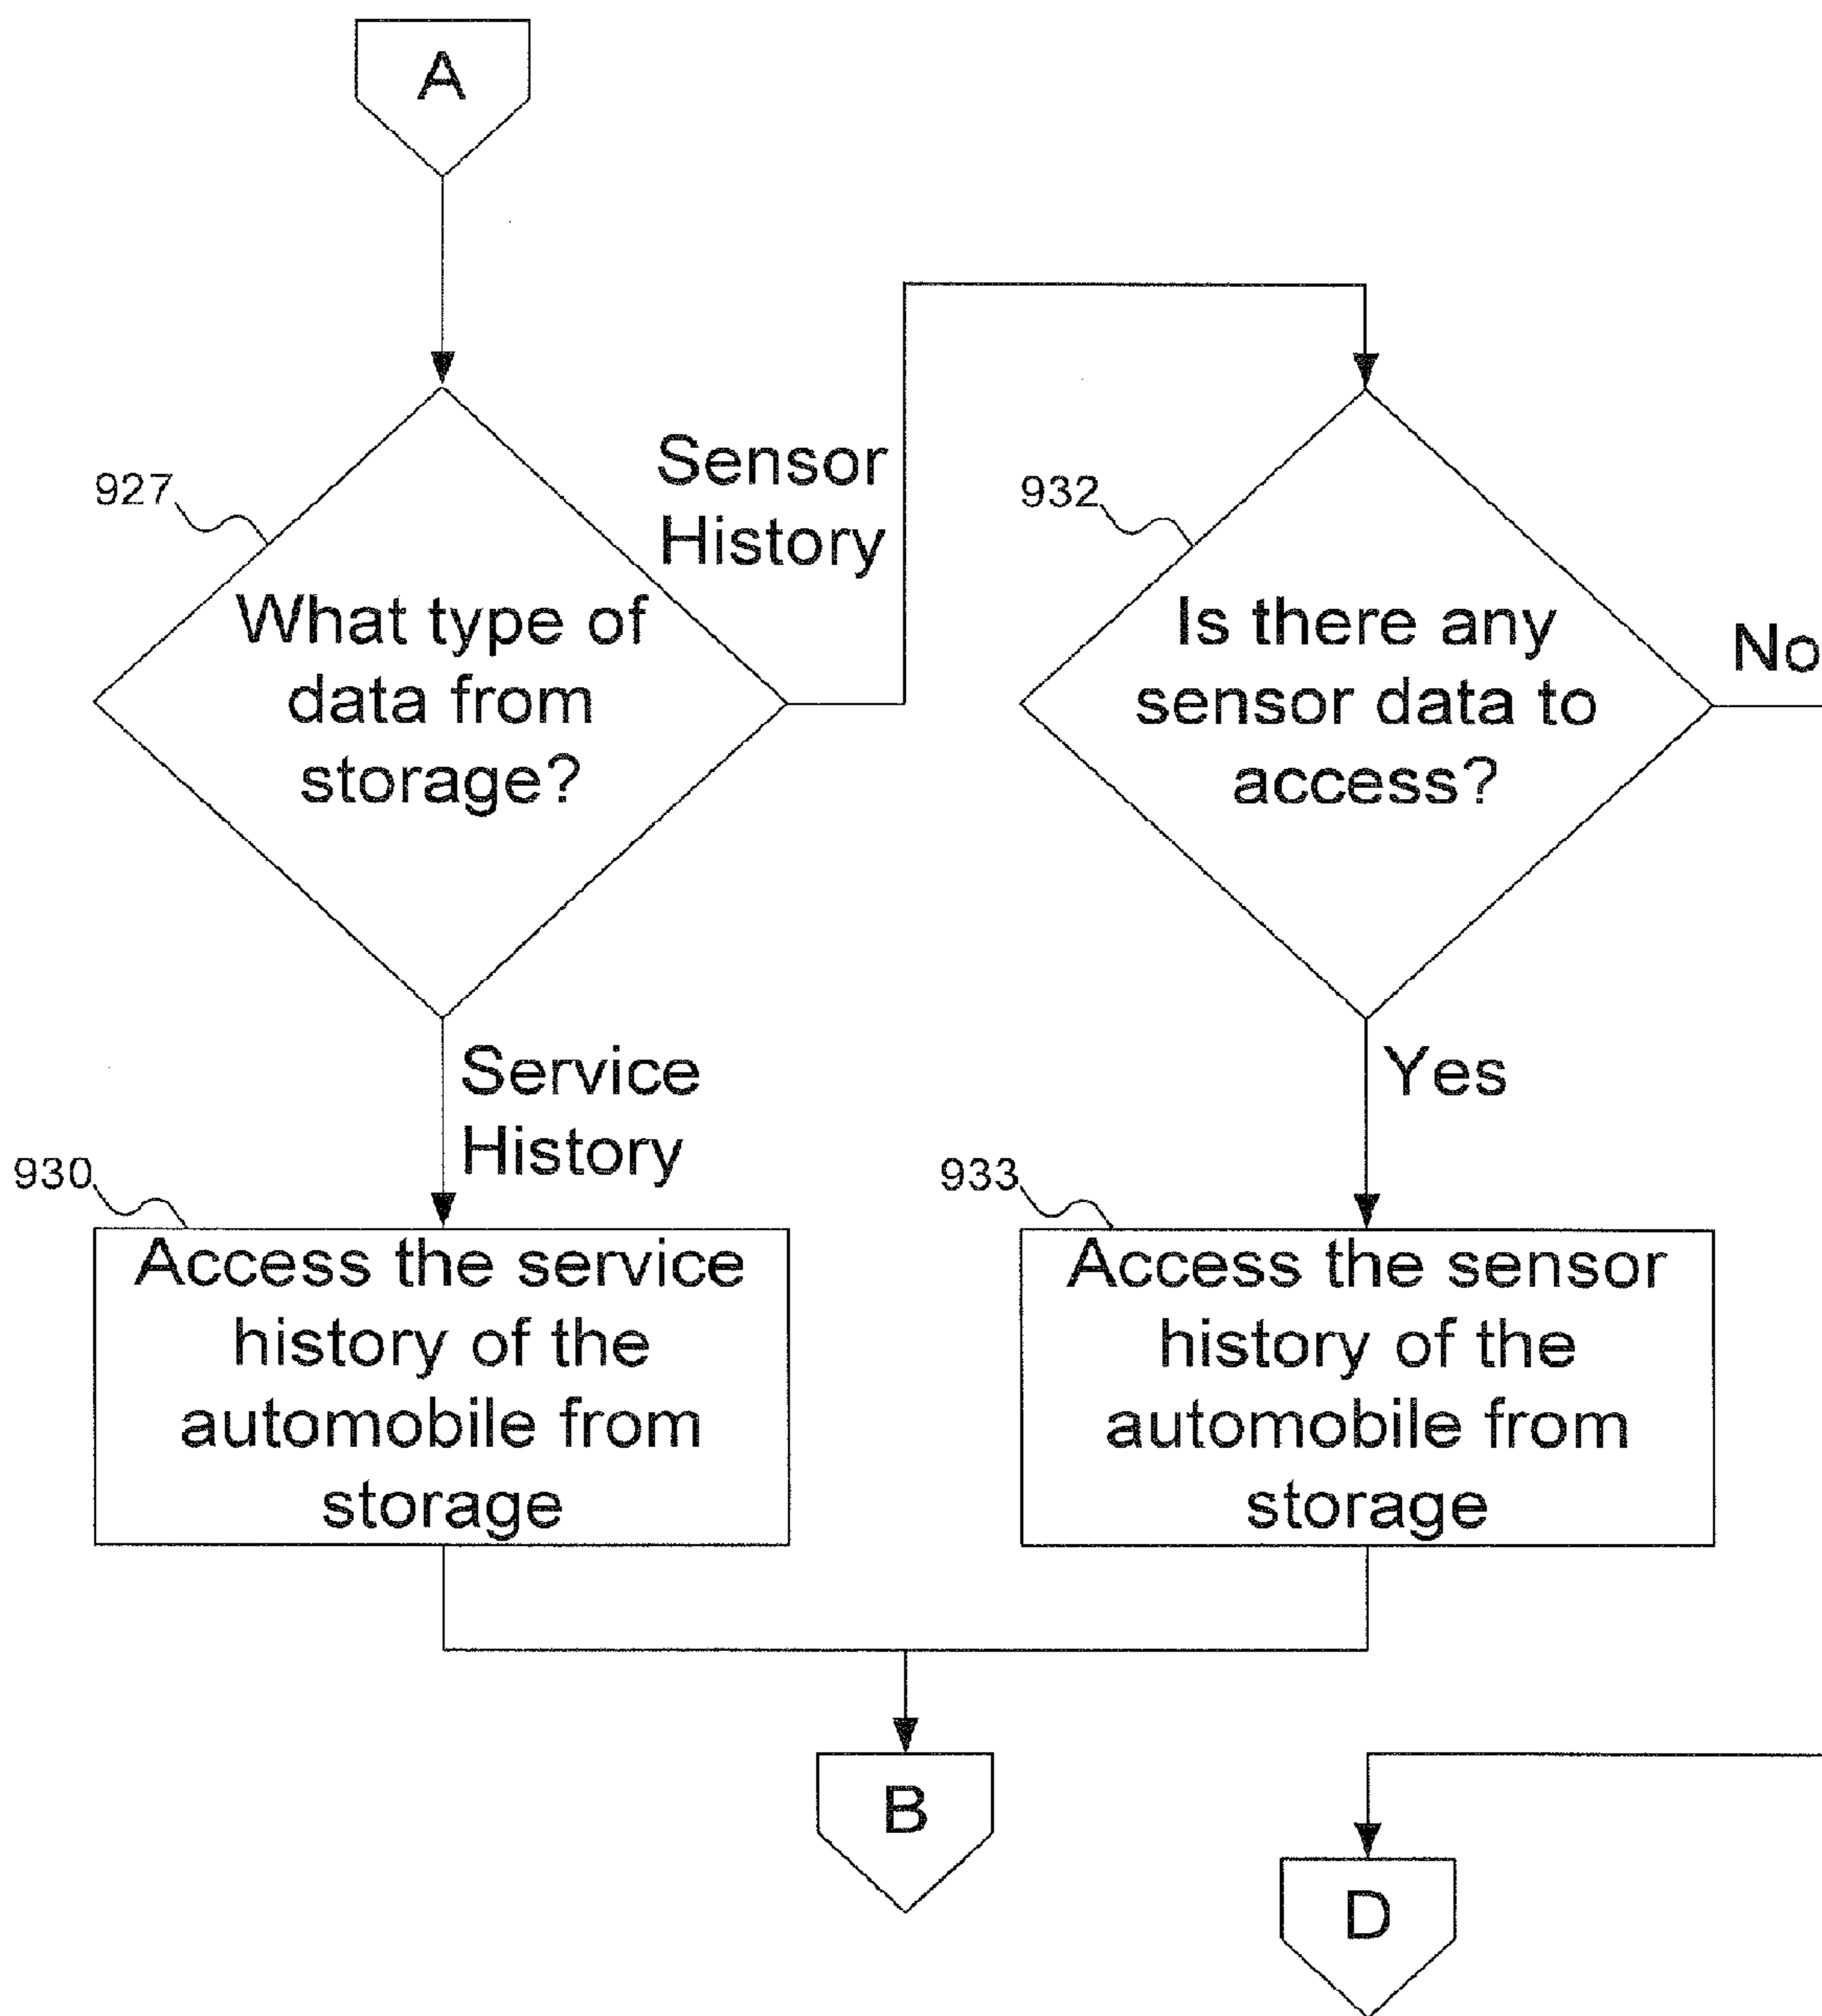 A
927
What type of
data from
storage?
Sensor
History
932
Is there any
sensor data to
access?
No
Service
History
Yes
930
Access the service
history of the
automobile from
storage
933
Access the sensor
history of the
automobile from
storage
B
D